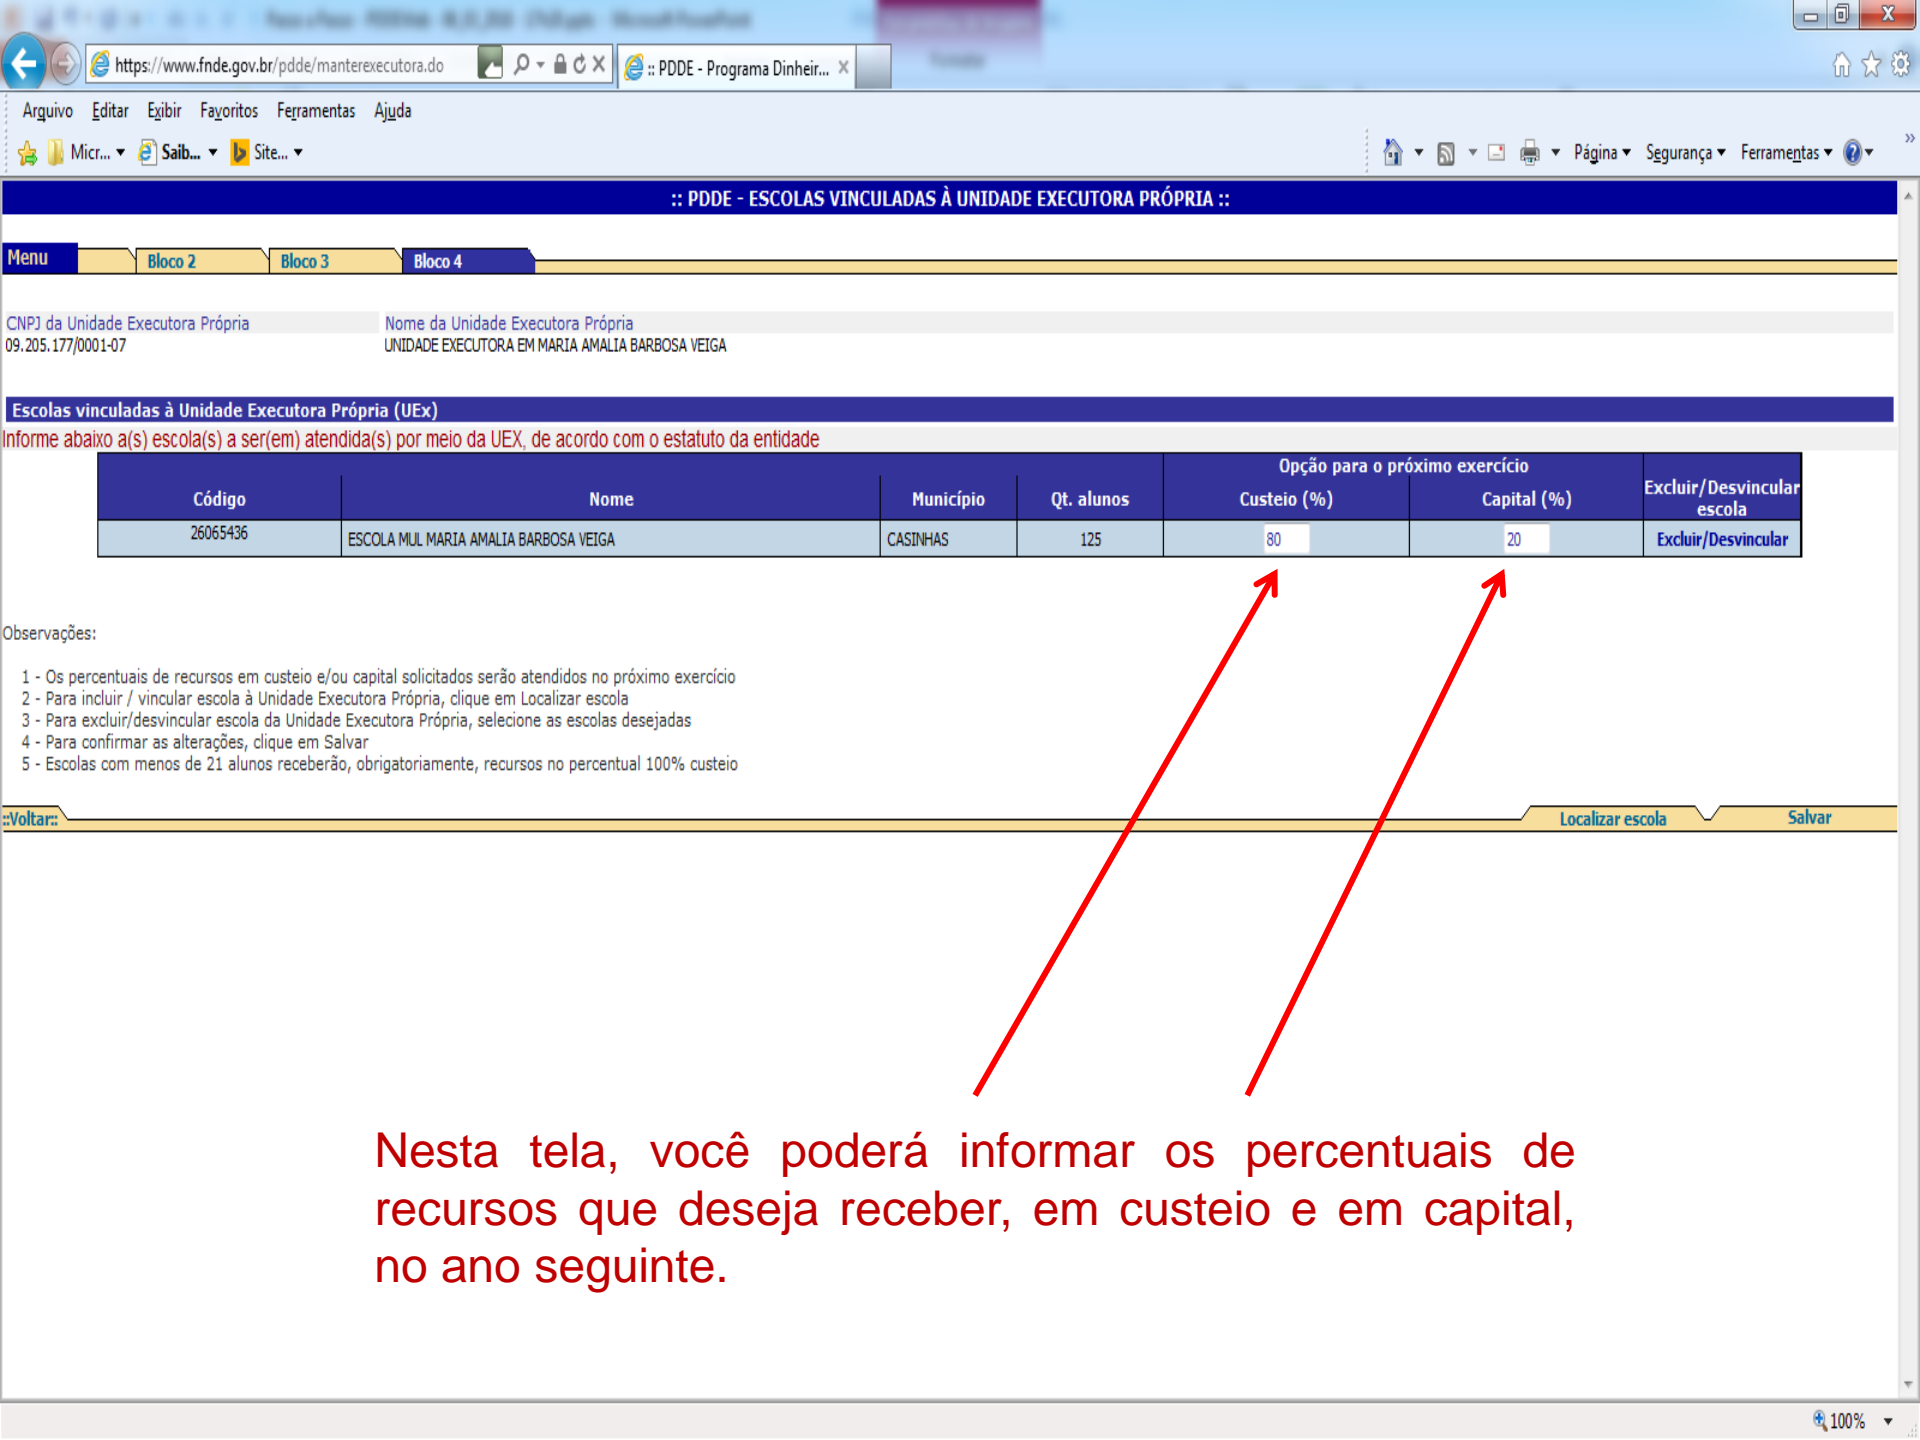 https://www.fnde.gov.br/pdde/manterexecutora.do
:: PDDE - Programa Dinheir...
Arquivo Editar Exibir Favoritos Ferramentas Ajuda
Micr... Saib... Site...
Página Segurança Ferramentas
:: PDDE - ESCOLAS VINCULADAS À UNIDADE EXECUTORA PRÓPRIA ::
Menu Bloco 2 Bloco 3 Bloco 4
CNPJ da Unidade Executora Própria Nome da Unidade Executora Própria
09.205.177/0001-07 UNIDADE EXECUTORA EM MARIA AMALIA BARBOSA VEIGA
Escolas vinculadas à Unidade Executora Própria (UEx)
Informe abaixo a(s) escola(s) a ser(em) atendida(s) por meio da UEX, de acordo com o estatuto da entidade
Opção para o próximo exercício
Código Nome Município Qt. alunos Custeio (%) Capital (%) Excluir/Desvincular
escola
26065436 ESCOLA MUL MARIA AMALIA BARBOSA VEIGA CASINHAS 125 80 20 Excluir/Desvincular
Observações:
1 - Os percentuais de recursos em custeio e/ou capital solicitados serão atendidos no próximo exercício
2 - Para incluir / vincular escola à Unidade Executora Própria, clique em Localizar escola
3 - Para excluir/desvincular escola da Unidade Executora Própria, selecione as escolas desejadas
4 - Para confirmar as alterações, clique em Salvar
5 - Escolas com menos de 21 alunos receberão, obrigatoriamente, recursos no percentual 100% custeio
::Voltar:: Localizar escola Salvar
Nesta tela, você poderá informar os percentuais de
recursos que deseja receber, em custeio e em capital,
no ano seguinte.
100%